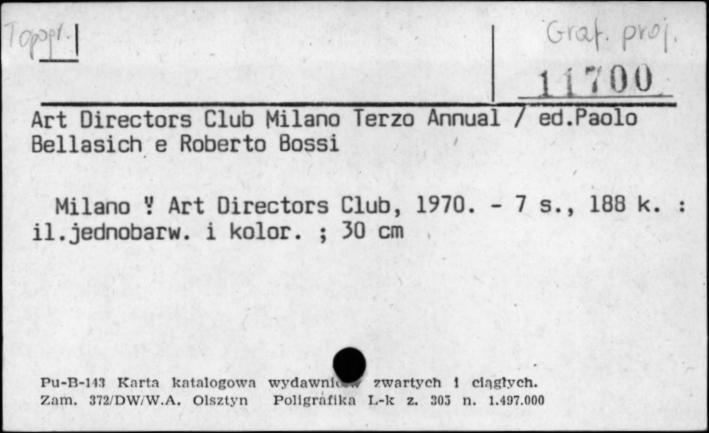 Topogr.
Graf. proj.
11700
Art Directors Club Milano Terzo Annual / ed.Paolo
Bellasich e Roberto Bossi
Milano : Art Directors Club, 1970. - 7 s., 188 k. :
il.jednobarw. i kolor. ; 30 cm
Pu-B-143 Karta katalogowa wydawnictw zwartych i ciągłych.
Zam. 372/DW/W.A. Olsztyn Poligrafika L-k z. 303 n. 1.497.000